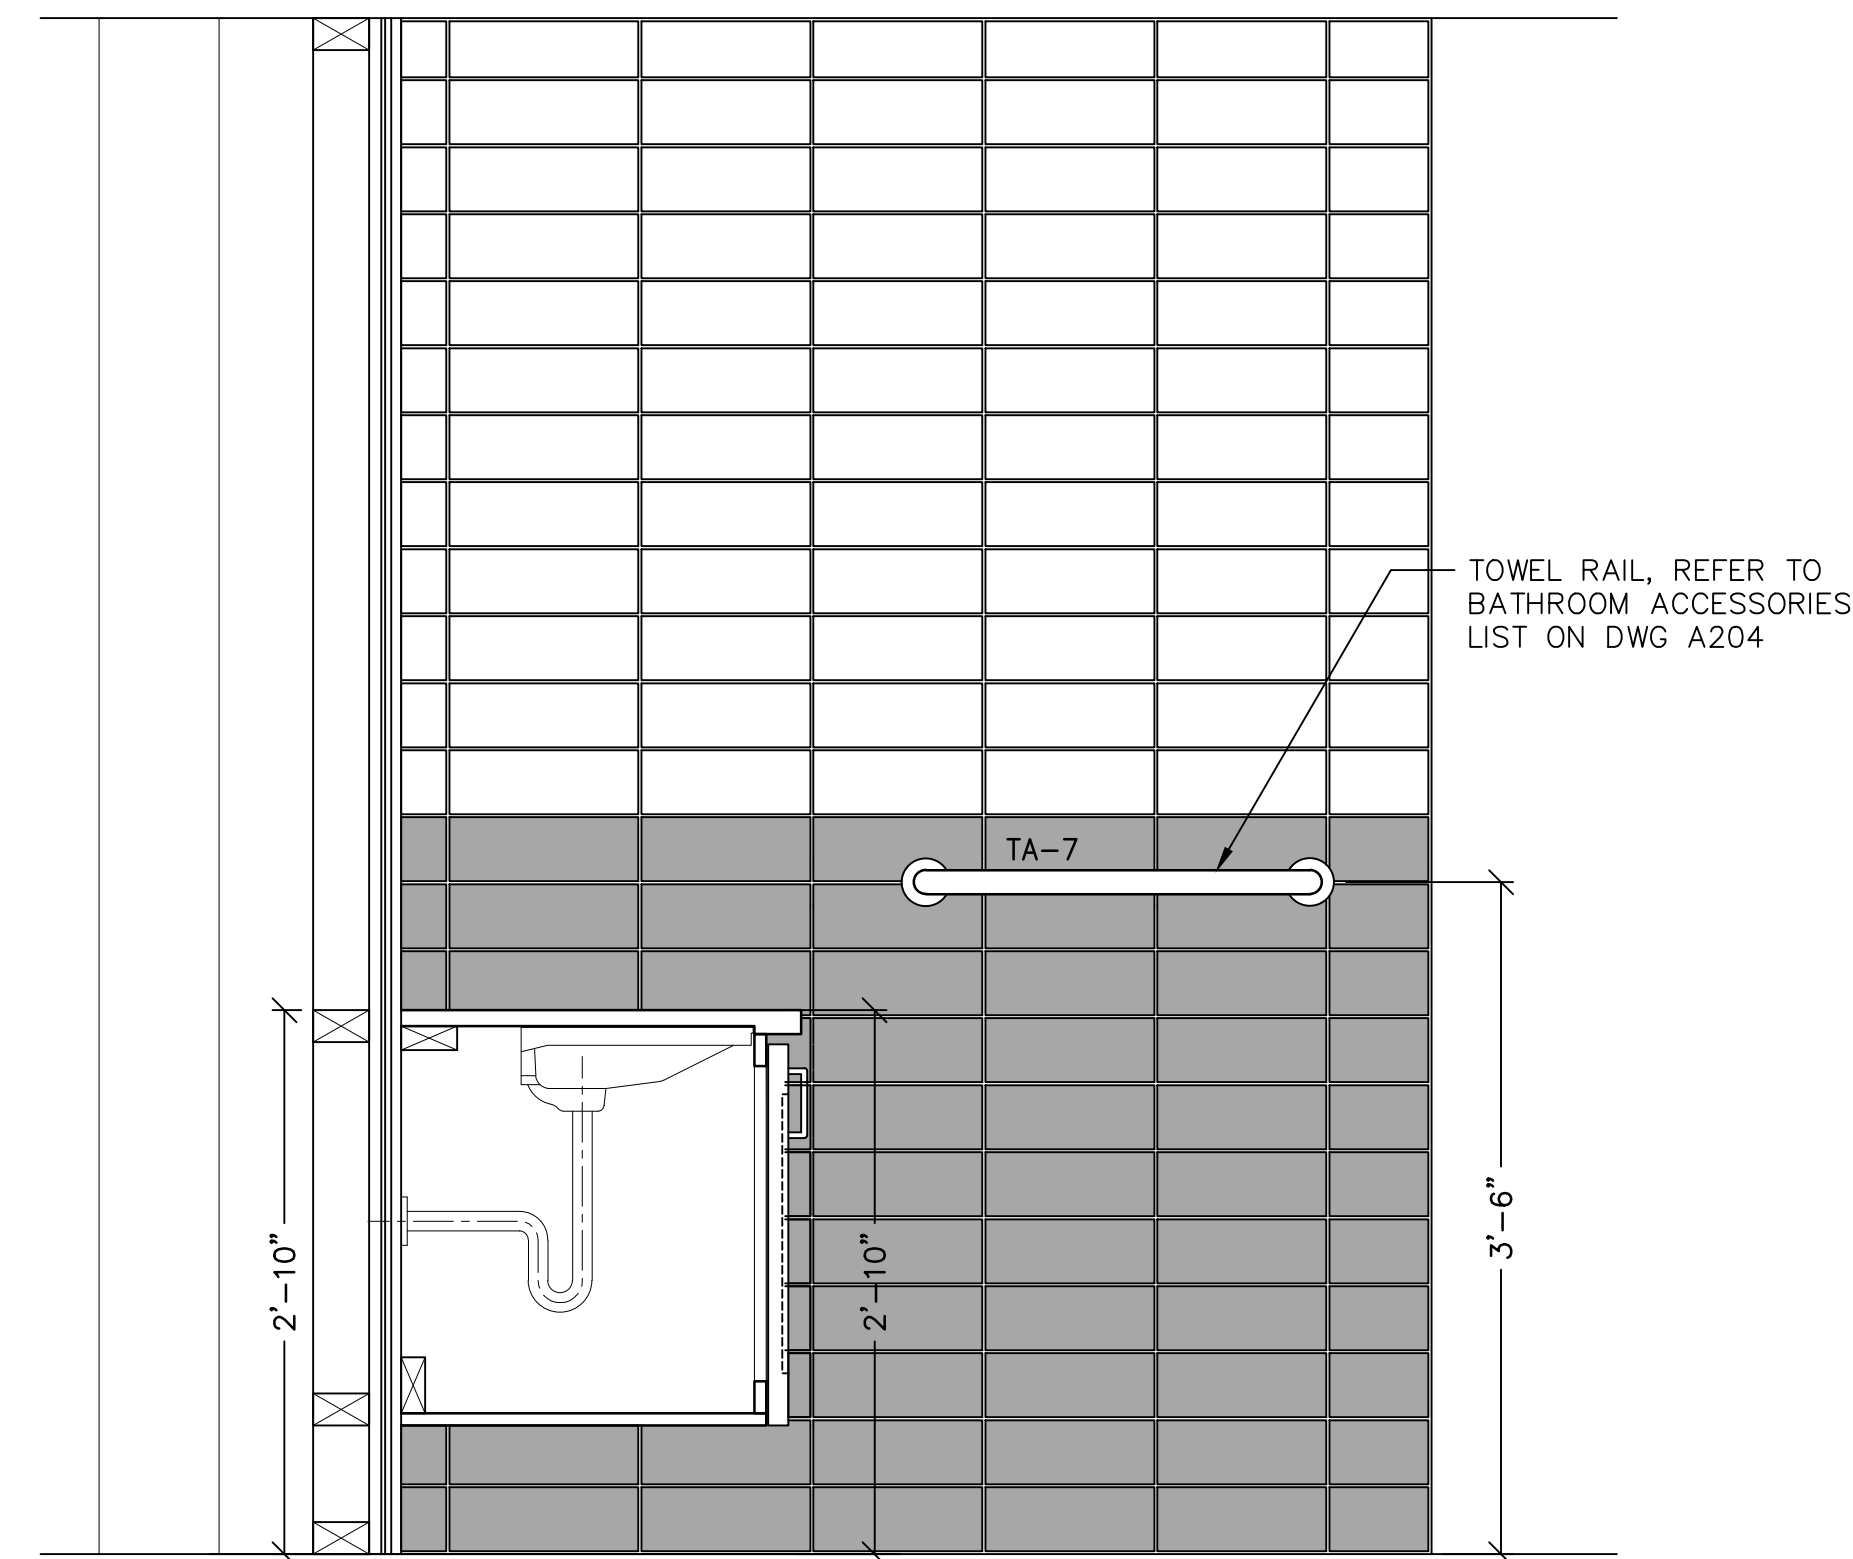 TOWEL RAIL, REFER TO
BATHROOM ACCESSORIES
LIST ON DWG A204
TA-7
2'-10"
2'-10"
3'-6"